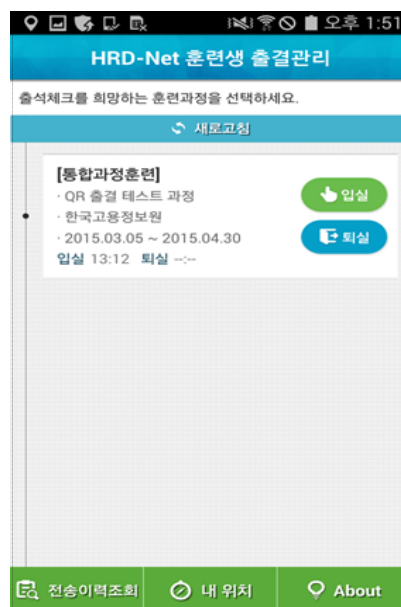 오후 1:51
HRD-Net 훈련생 출결관리
출석체크를 희망하는 훈련과정을 선택하세요.
새로고침
[통합과정훈련]
· QR 출결 테스트 과정
· 한국고용정보원
· 2015.03.05 ~ 2015.04.30
입실 13:12 퇴실 --:--
입실
퇴실
전송이력조회 내 위치 About